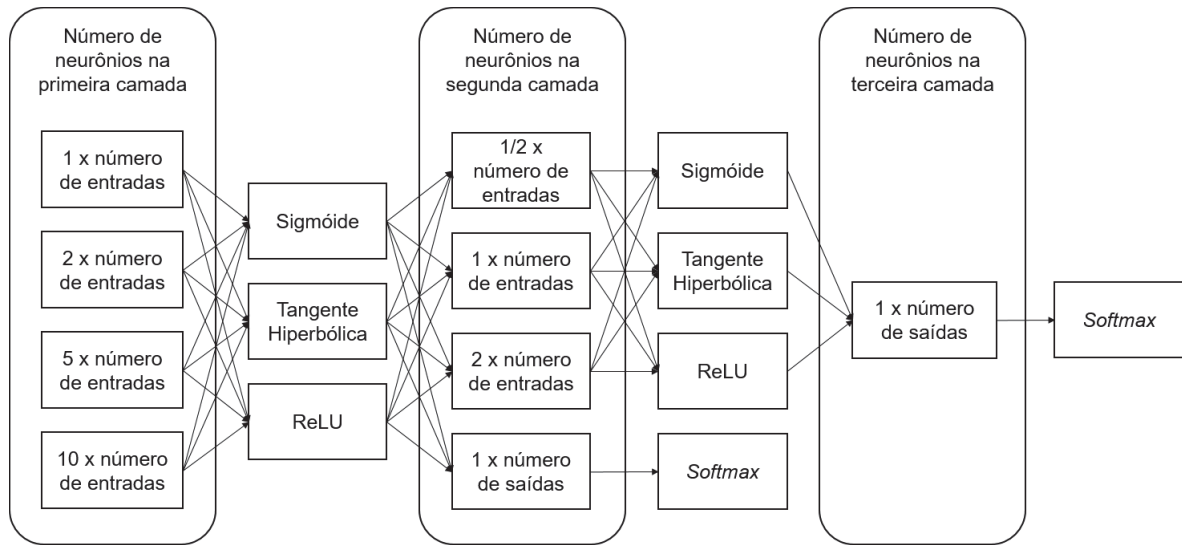 Número de
neurônios na
primeira camada
1 x número
de entradas
2 x número
de entradas
5 x número
de entradas
10 x número
de entradas
Sigmóide
Tangente
Hiperbólica
ReLU
Número de
neurônios na
segunda camada
1/2 x
número de
entradas
1 x número
de entradas
2 x número
de entradas
1 x número
de saídas
Sigmóide
Tangente
Hiperbólica
ReLU
Softmax
Número de
neurônios na
terceira camada
1 x número
de saídas
Softmax